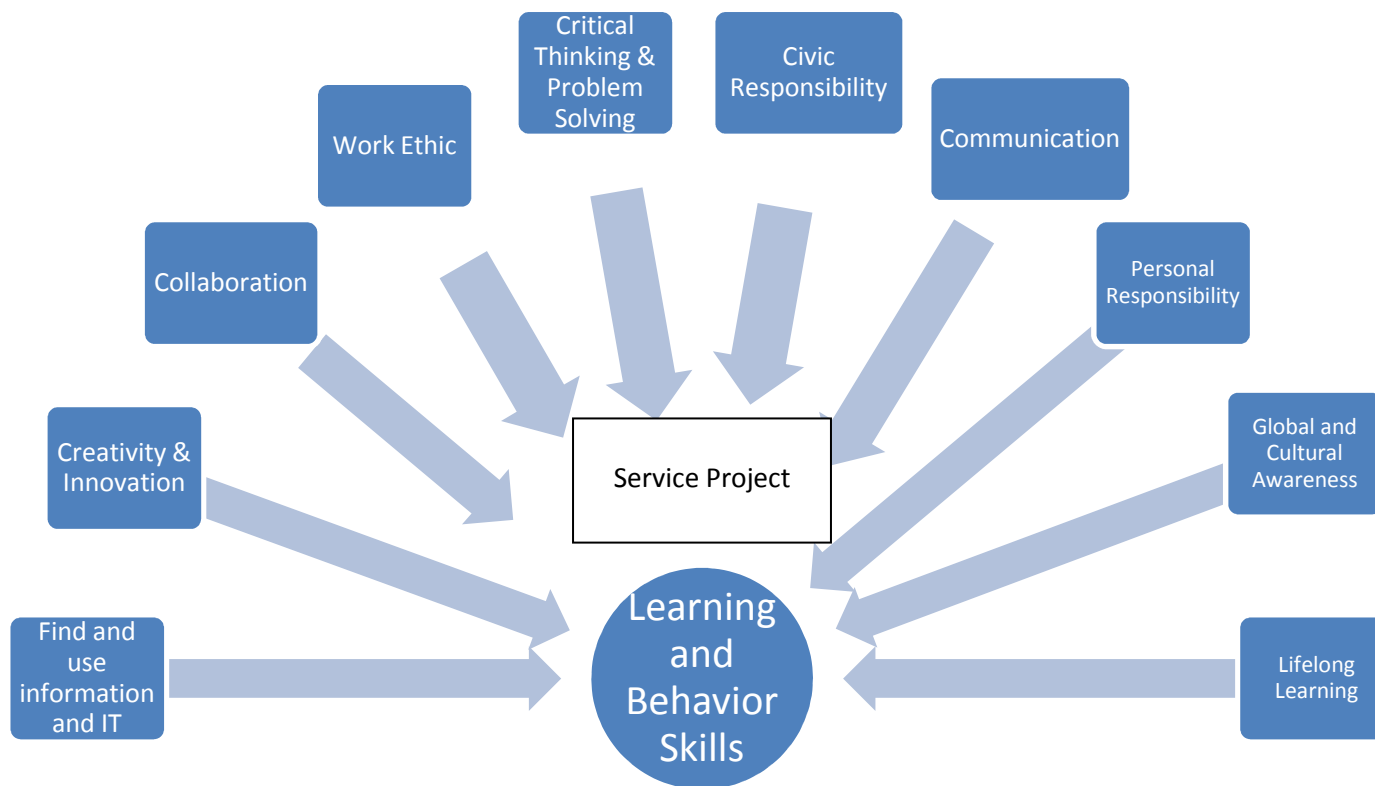 Critical
Thinking &
Problem
Solving
Civic
Responsibility
Work Ethic
Communication
Collaboration
Personal
Responsibility
Creativity &
Innovation
Service Project
Global and
Cultural
Awareness
Find and
use
information
and IT
Learning
and
Behavior
Skills
Lifelong
Learning